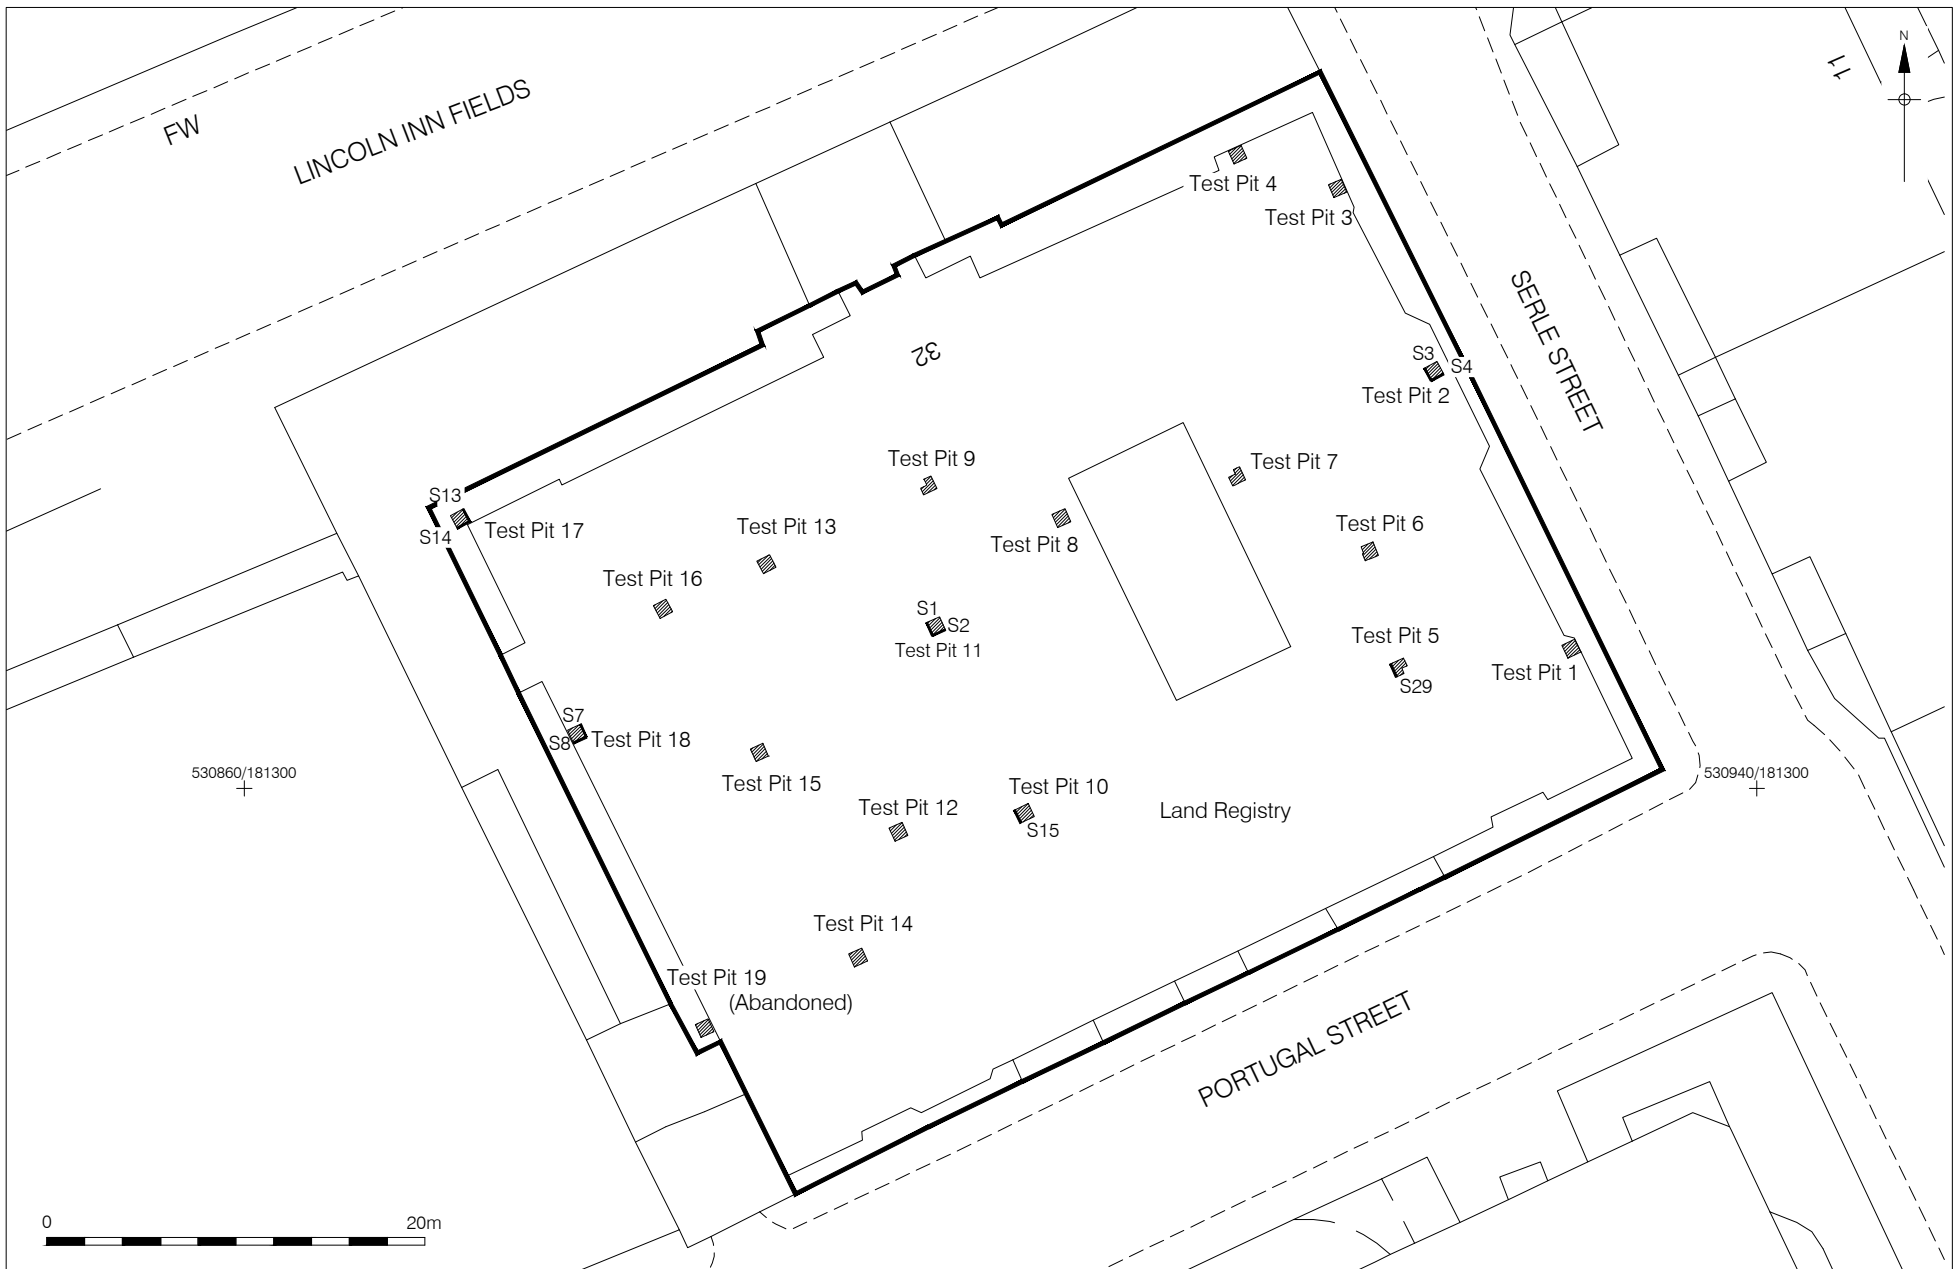 N
11
FW
LINCOLN INN FIELDS
Test Pit 4
Test Pit 3
SERLE STREET
32
S3
S4
Test Pit 2
Test Pit 9
Test Pit 7
S13
S14
Test Pit 17
Test Pit 13
Test Pit 8
Test Pit 6
Test Pit 16
S1
S2
Test Pit 11
Test Pit 5
S29
Test Pit 1
S7
S8
Test Pit 18
530860/181300
530940/181300
Test Pit 15
Test Pit 12
Test Pit 10
S15
Land Registry
Test Pit 14
Test Pit 19
(Abandoned)
PORTUGAL STREET
0
20m